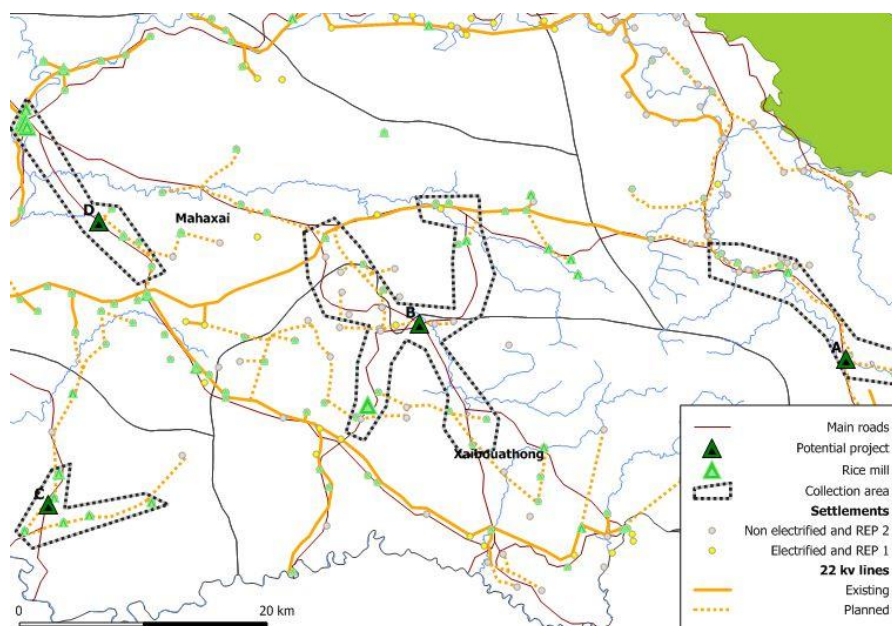 D
Mahaxai
B
A
Xaibouathong
C
Main roads
Potential project
Rice mill
Collection area
Settlements
Non electrified and REP 2
Electrified and REP 1
22 kv lines
Existing
Planned
0
20 km